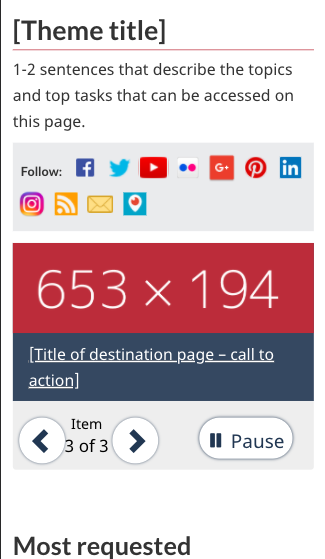 [Theme title]
1-2 sentences that describe the topics
and top tasks that can be accessed on
this page.
Follow:
G+
in
653 × 194
[Title of destination page – call to
action]
Item
3 of 3
Pause
Most requested